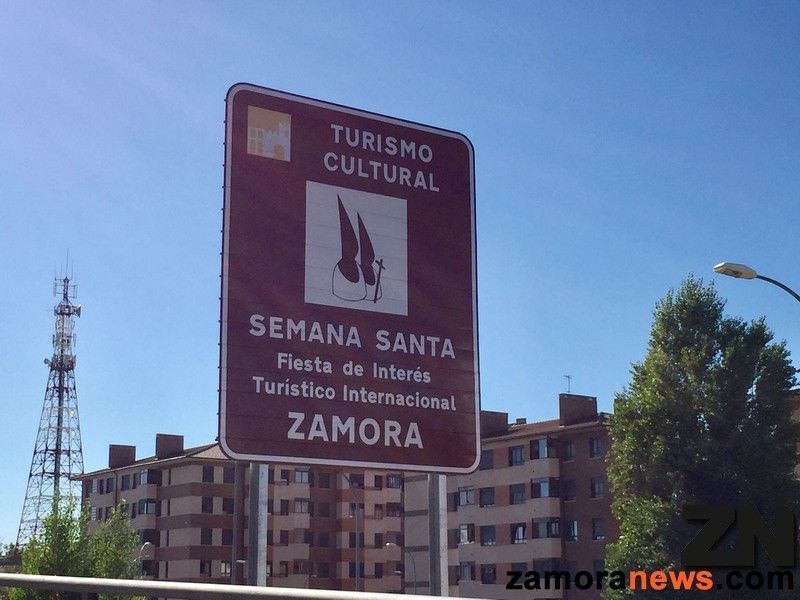 TURISMO
CULTURAL
SEMANA SANTA
Fiesta de Interés
Turístico Internacional
ZAMORA
ZN
zamoranews.com